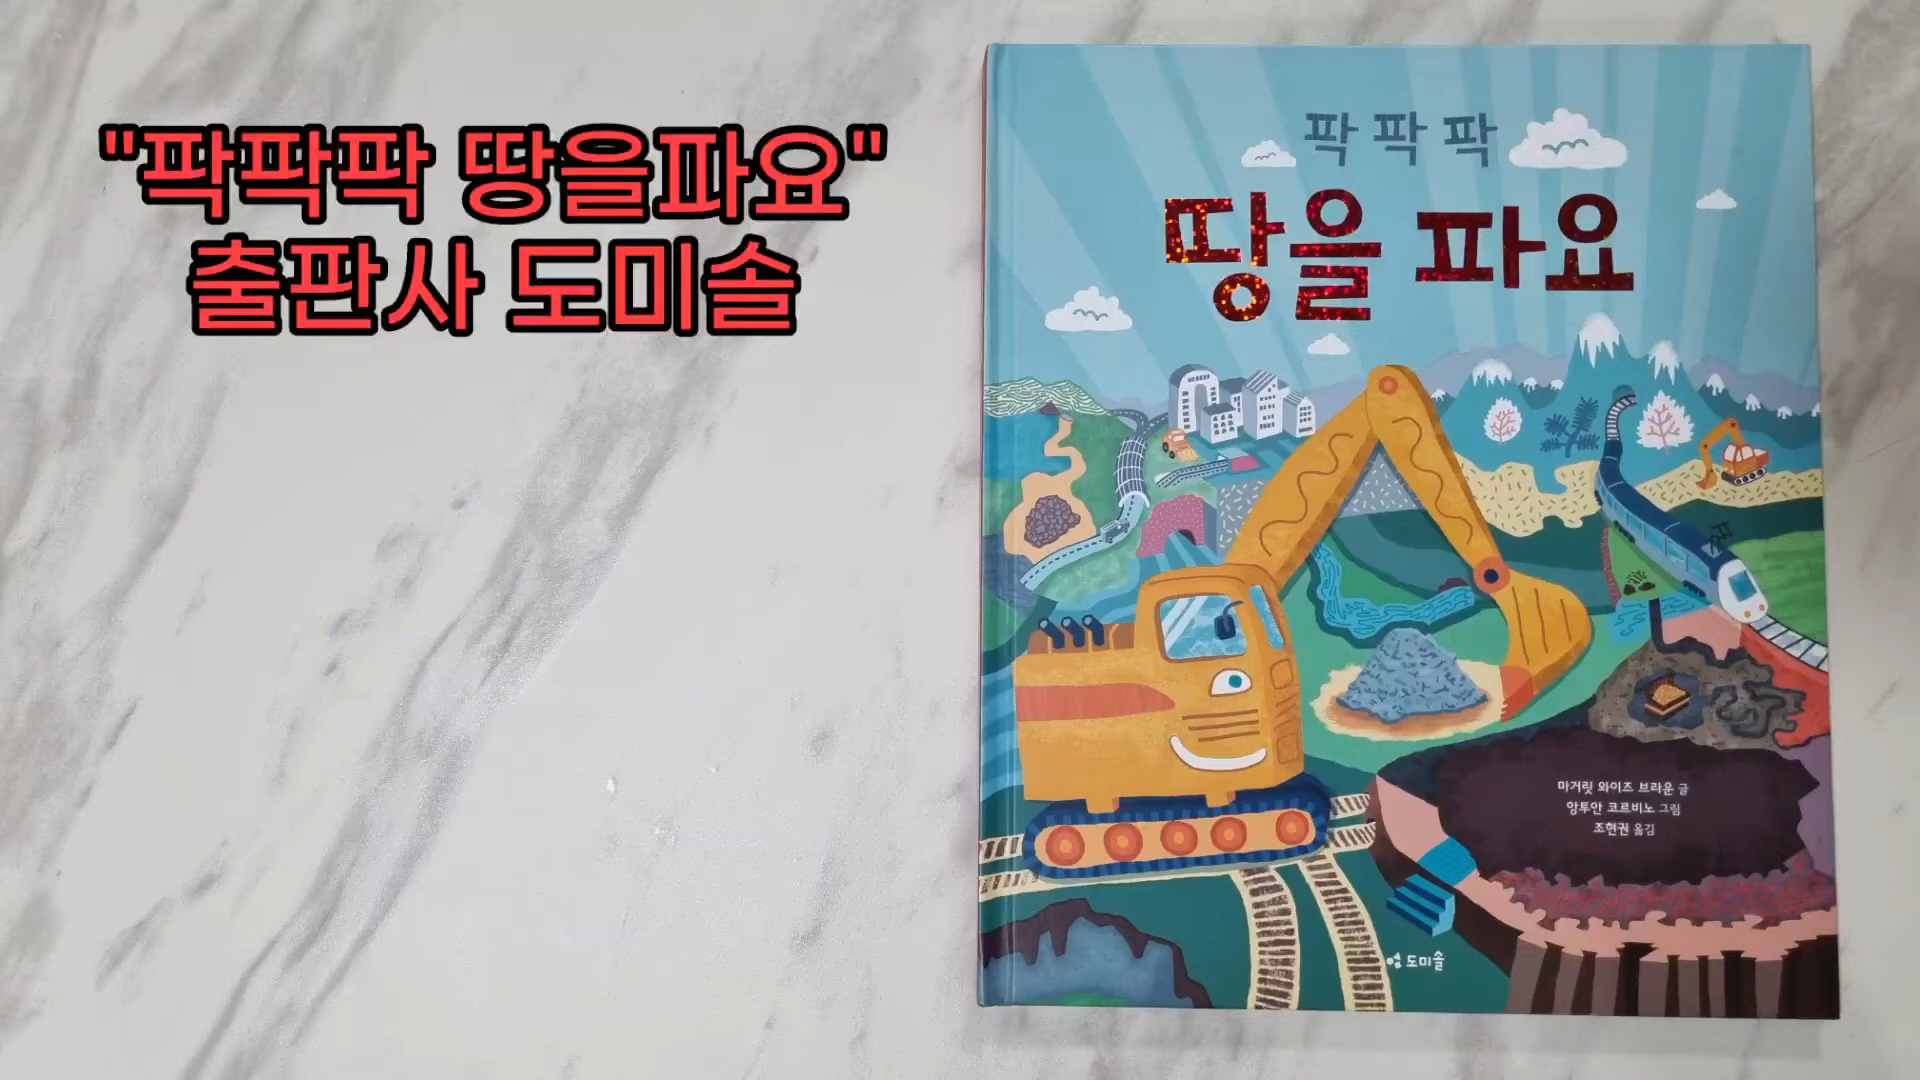 "팍팍팍 땅을파요"
출판사 도미솔
팍 팍 팍
땅을 파요
마거릿 와이즈 브라운 글
앙투안 코르비노 그림
조현권 옮김
도미솔